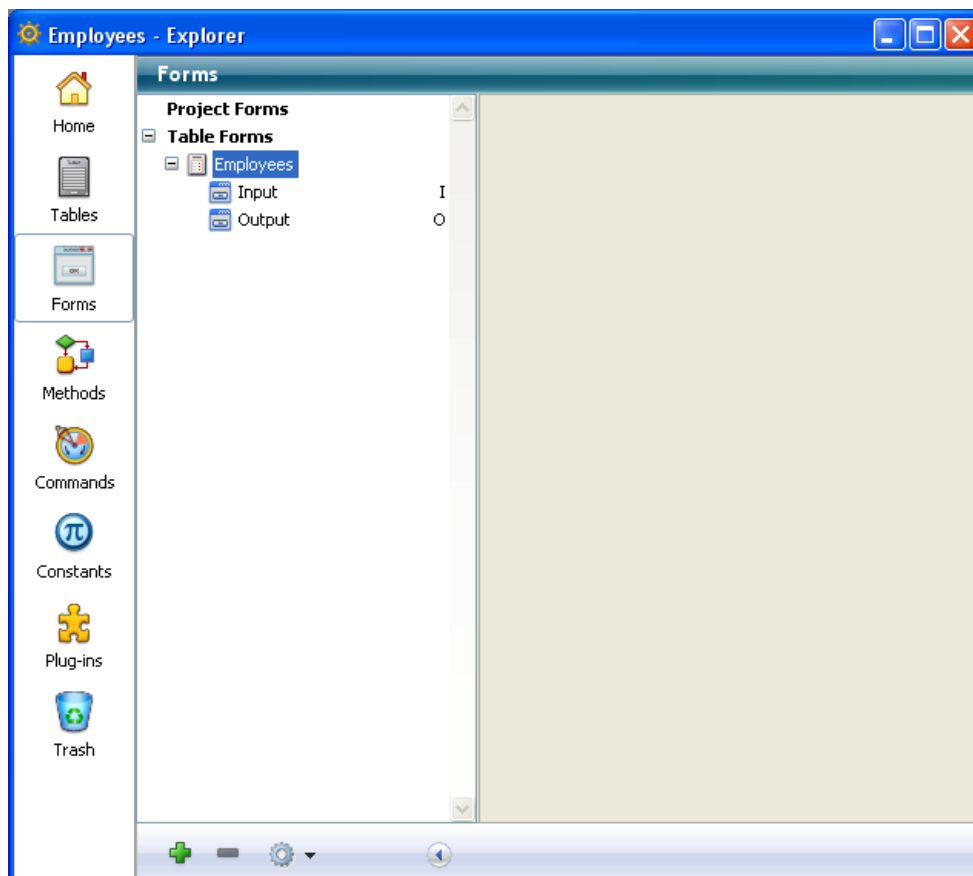 Employees - Explorer
Home
Tables
Forms
Methods
Commands
Constants
Plug-ins
Trash
Forms
Project Forms
Table Forms
Employees
Input I
Output O